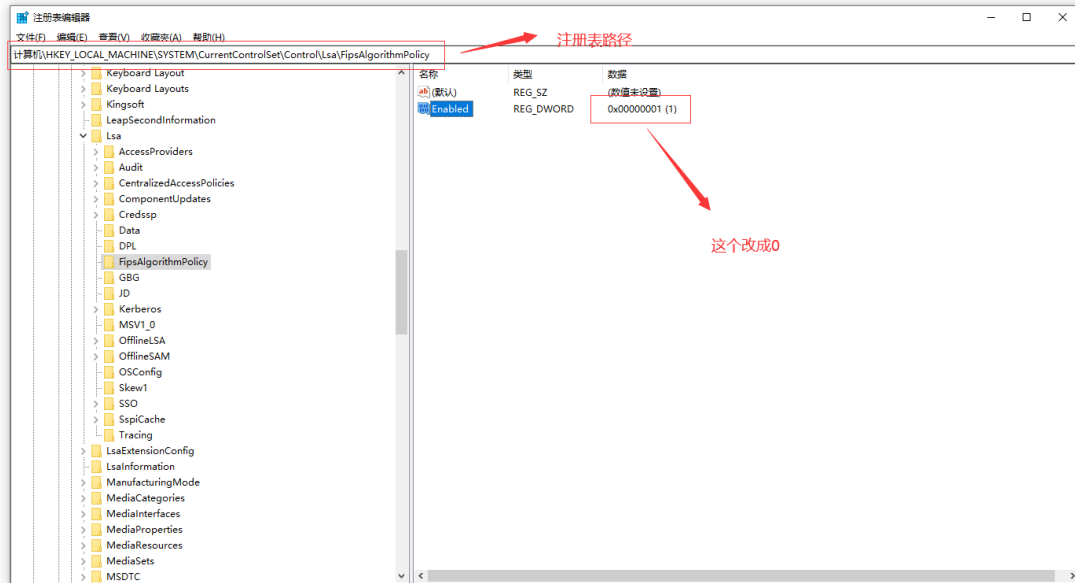 注册表编辑器
文件(F) 编辑(E) 查看(V) 收藏夹(A) 帮助(H)
注册表路径
计算机\HKEY_LOCAL_MACHINE\SYSTEM\CurrentControlSet\Control\Lsa\FipsAlgorithmPolicy
Keyboard Layout
Keyboard Layouts
Kingsoft
LeapSecondInformation
Lsa
AccessProviders
Audit
CentralizedAccessPolicies
ComponentUpdates
Credssp
Data
DPL
FipsAlgorithmPolicy
GBG
JD
Kerberos
MSV1_0
OfflineLSA
OfflineSAM
OSConfig
Skew1
SSO
SspiCache
Tracing
LsaExtensionConfig
LsaInformation
ManufacturingMode
MediaCategories
MediaInterfaces
MediaProperties
MediaResources
MediaSets
MSDTC
名称 类型 数据
ab (默认) REG_SZ (数值未设置)
Enabled REG_DWORD 0x00000001 (1)
这个改成0